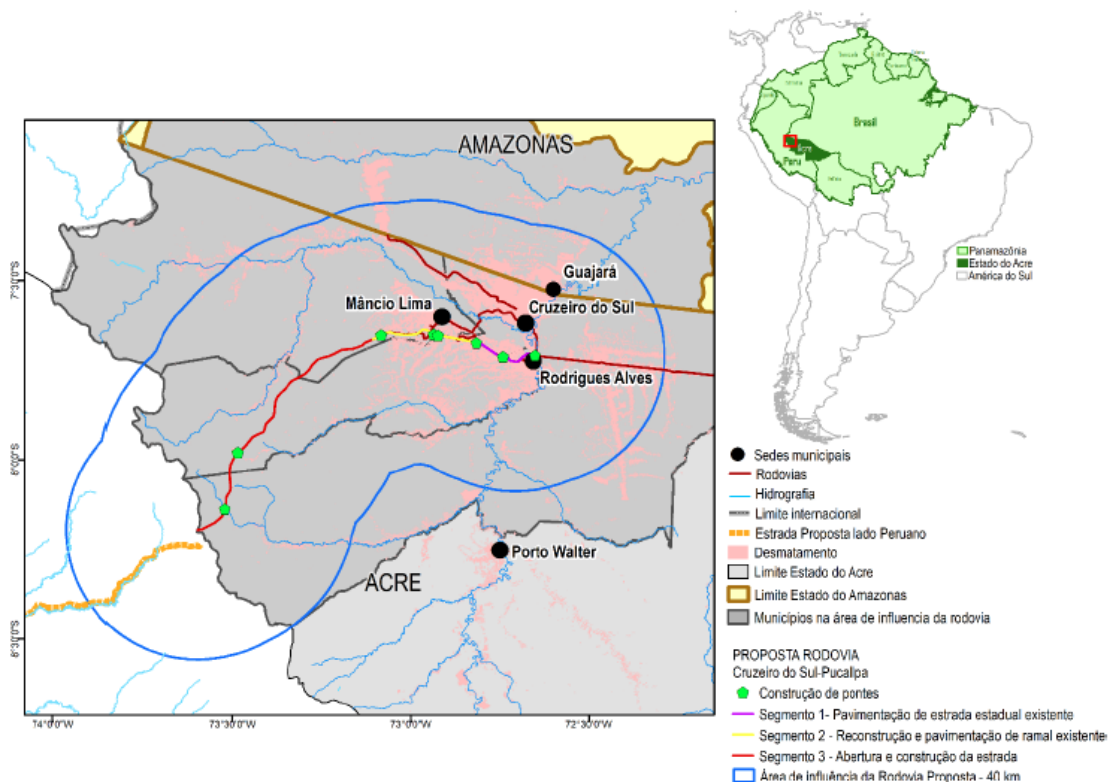 Brasil
Peru
Acre
Panamazônia
Estado do Acre
América do Sul
AMAZONAS
Guajará
Mâncio Lima
Cruzeiro do Sul
Rodrigues Alves
Porto Walter
ACRE
7°30'0"S
8°0'0"S
8°30'0"S
74°0'0"W
73°30'0"W
73°0'0"W
72°30'0"W
Sedes municipais
Rodovias
Hidrografia
Limite internacional
Estrada Proposta lado Peruano
Desmatamento
Limite Estado do Acre
Limite Estado do Amazonas
Municípios na área de influencia da rodovia
PROPOSTA RODOVIA
Cruzeiro do Sul-Pucallpa
Construção de pontes
Segmento 1- Pavimentação de estrada estadual existente
Segmento 2 - Reconstrução e pavimentação de ramal existente
Segmento 3 - Abertura e construção da estrada
Área de influência da Rodovia Proposta - 40 km